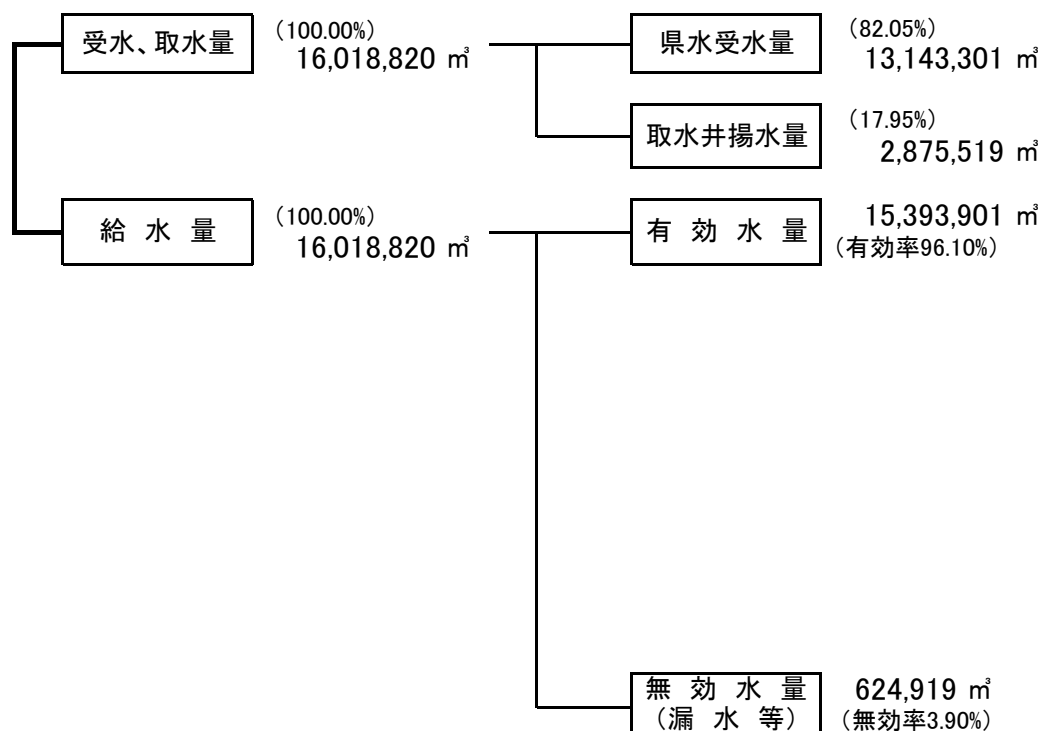 受水、取水量
(100.00%)
16,018,820 ㎥
県水受水量
(82.05%)
13,143,301 ㎥
取水井揚水量
(17.95%)
2,875,519 ㎥
給水量
(100.00%)
16,018,820 ㎥
有効水量
15,393,901 ㎥
(有効率96.10%)
無効水量
(漏水等)
624,919 ㎥
(無効率3.90%)